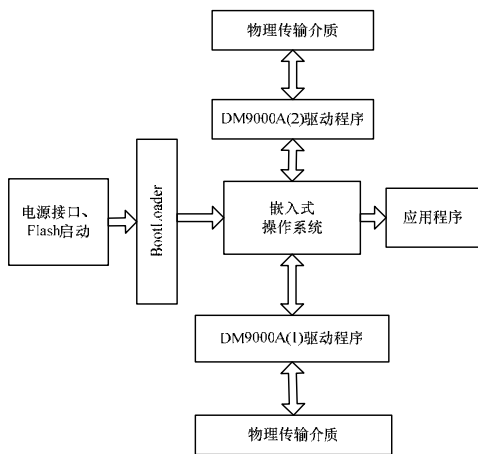 物理传输介质
DM9000A(2)驱动程序
电源接口、
Flash启动
BootLoader
嵌入式
操作系统
应用程序
DM9000A(1)驱动程序
物理传输介质